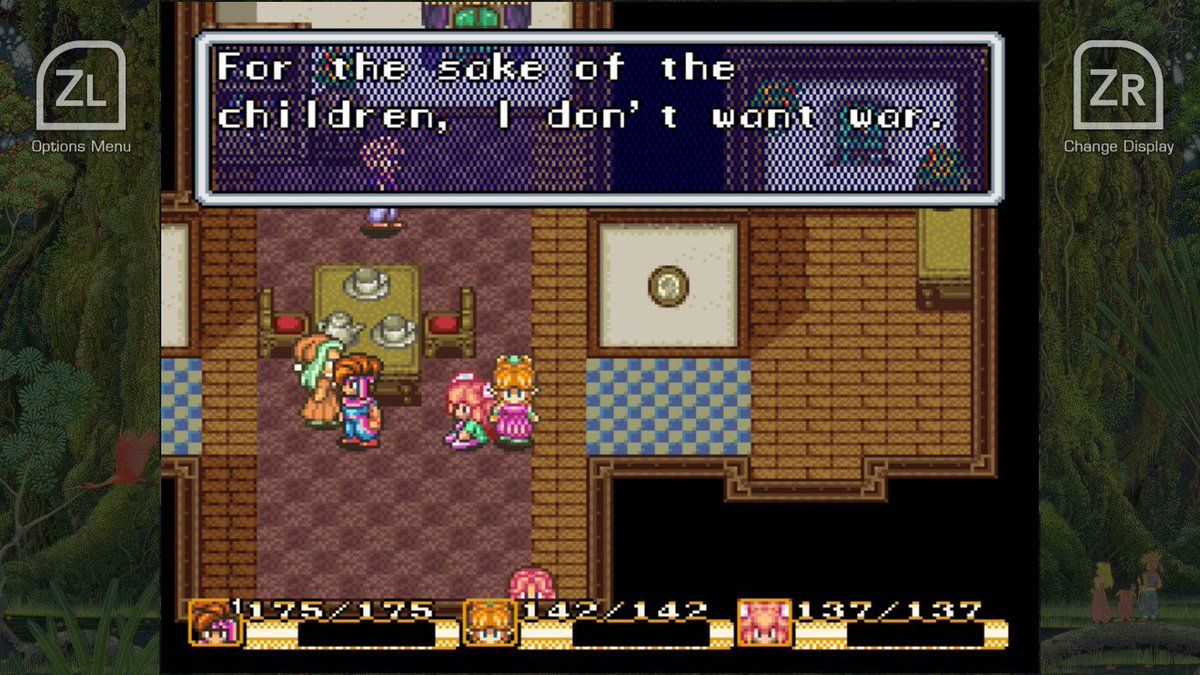 ZL
Options Menu
For the sake of the
children, I don't want war.
ZR
Change Display
1 175/175
142/142
137/137